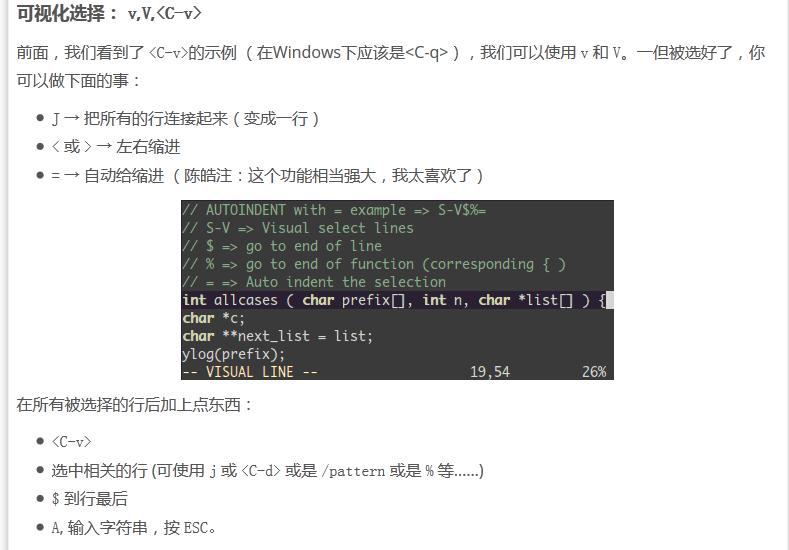 可视化选择： v,V,<C-v>
前面，我们看到了 <C-v>的示例 （在Windows下应该是<C-q>），我们可以使用 v 和 V。一但被选好了，你
可以做下面的事：
● J → 把所有的行连接起来（变成一行）
● < 或 > → 左右缩进
● = → 自动给缩进 （陈皓注：这个功能相当强大，我太喜欢了）
// AUTOINDENT with = example => S-V$%=
// S-V => Visual select lines
// $ => go to end of line
// % => go to end of function (corresponding { )
// = => Auto indent the selection
int allcases ( char prefix[], int n, char *list[] ) {
char *c;
char **next_list = list;
ylog(prefix);
-- VISUAL LINE -- 19,54 26%
在所有被选择的行后加上点东西：
● <C-v>
● 选中相关的行 (可使用 j 或 <C-d> 或是 /pattern 或是 % 等……)
● $ 到行最后
● A, 输入字符串，按 ESC。